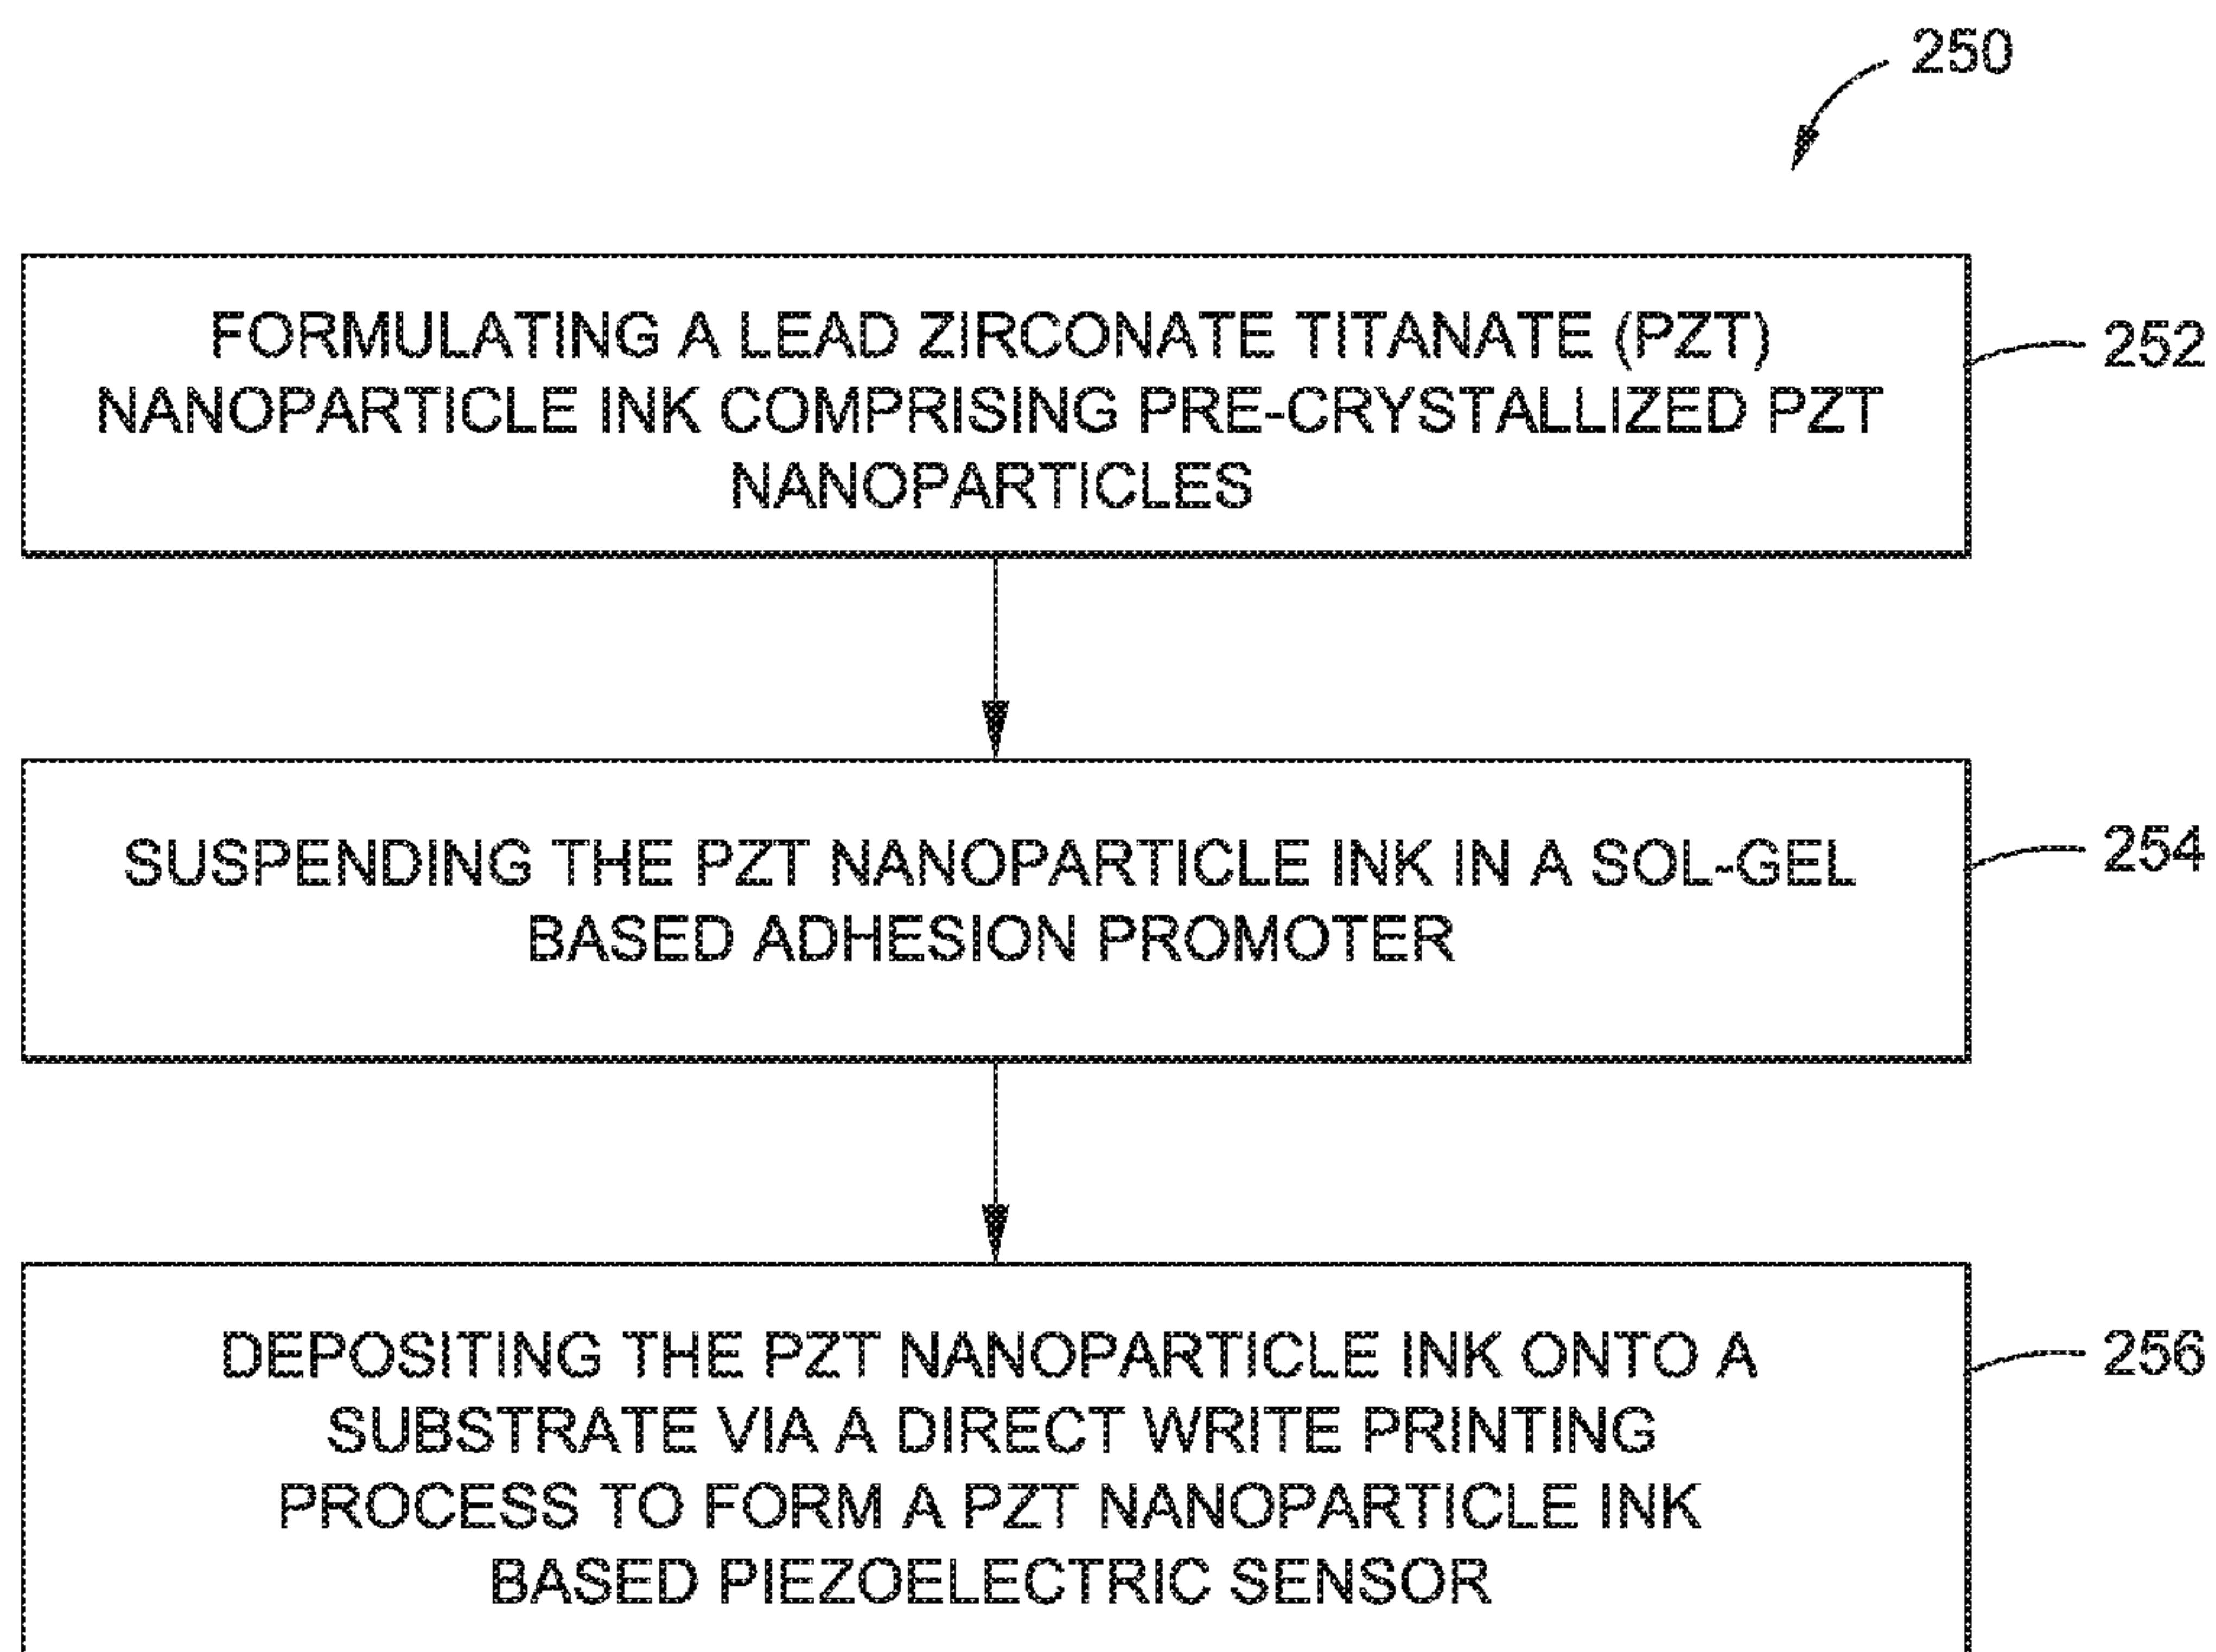 250
FORMULATING A LEAD ZIRCONATE TITANATE (PZT)
NANOPARTICLE INK COMPRISING PRE-CRYSTALLIZED PZT
NANOPARTICLES
252
SUSPENDING THE PZT NANOPARTICLE INK IN A SOL-GEL
BASED ADHESION PROMOTER
254
DEPOSITING THE PZT NANOPARTICLE INK ONTO A
SUBSTRATE VIA A DIRECT WRITE PRINTING
PROCESS TO FORM A PZT NANOPARTICLE INK
BASED PIEZOELECTRIC SENSOR
256